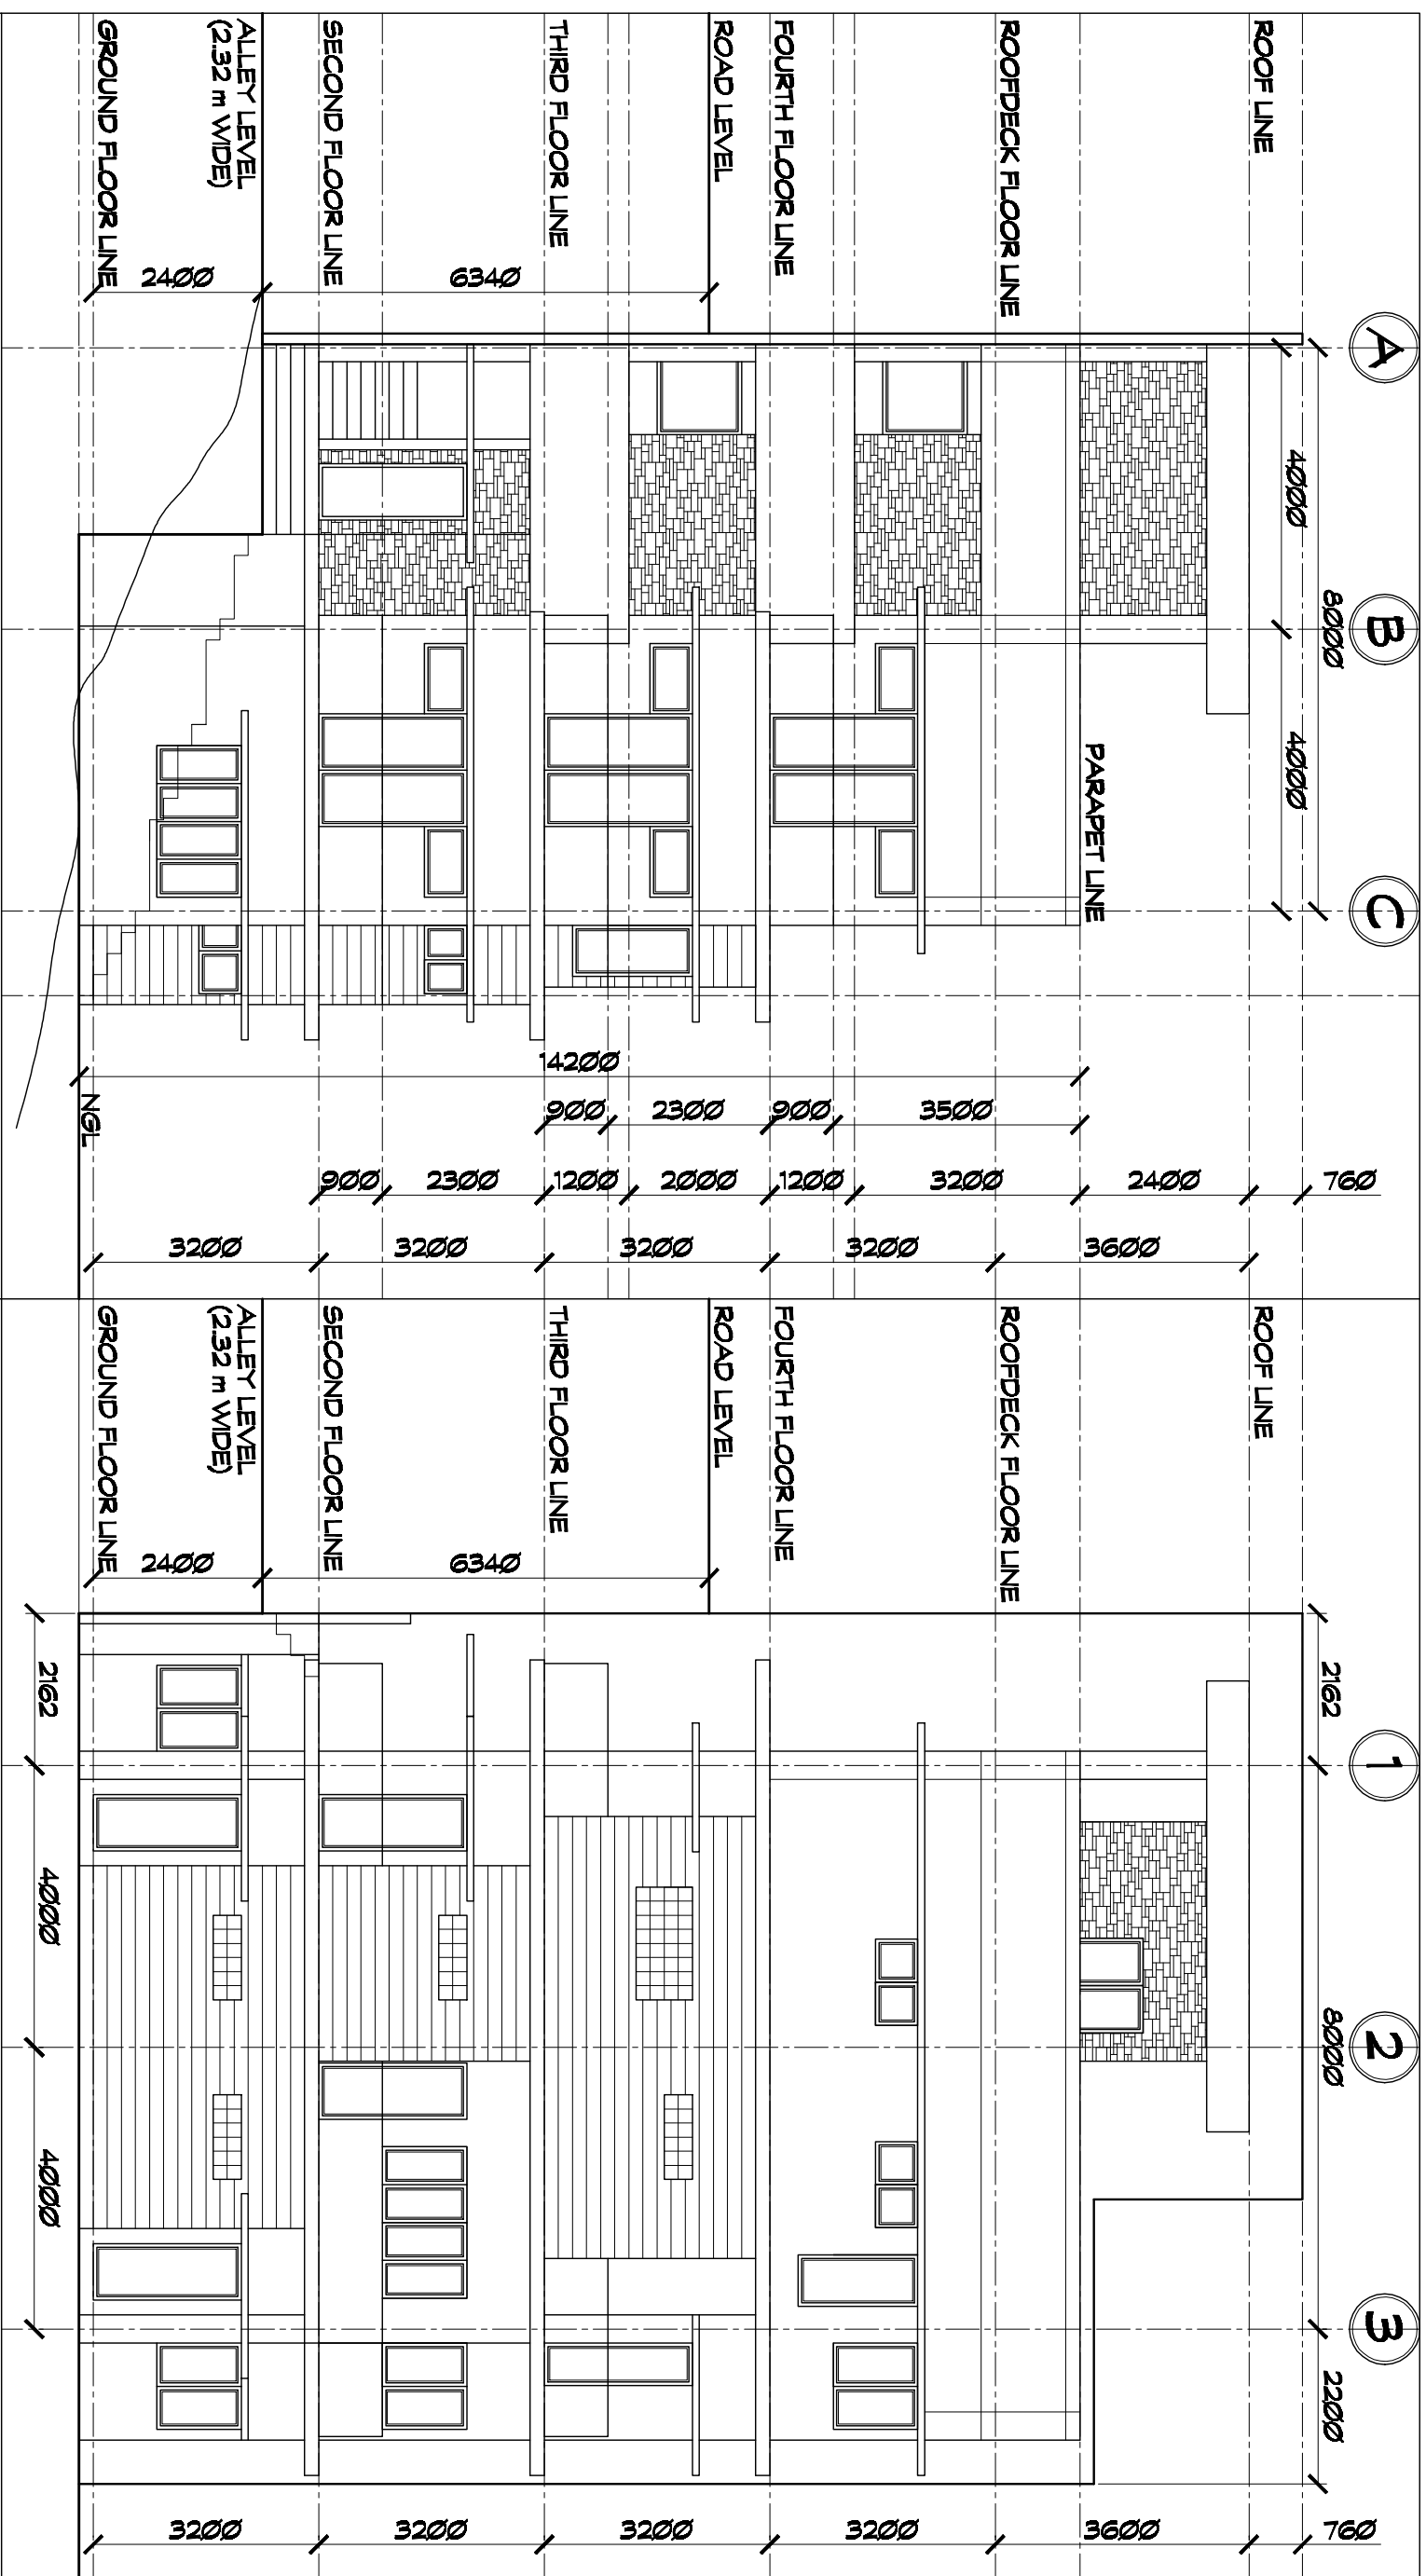 A
B
C
4000
4000
8000
ROOF LINE
ROOFDECK FLOOR LINE
FOURTH FLOOR LINE
ROAD LEVEL
THIRD FLOOR LINE
SECOND FLOOR LINE
ALLEY LEVEL
(2.32 m WIDE)
GROUND FLOOR LINE
6340
2400
PARAPET LINE
NGL
14200
3500
900
2300
900
760
2400
3200
1200
2000
1200
2300
900
3600
3200
3200
3200
3200
1
2
3
2162
8000
2200
ROOF LINE
ROOFDECK FLOOR LINE
FOURTH FLOOR LINE
ROAD LEVEL
THIRD FLOOR LINE
SECOND FLOOR LINE
ALLEY LEVEL
(2.32 m WIDE)
GROUND FLOOR LINE
6340
2400
760
3600
3200
3200
3200
3200
2162
4000
4000